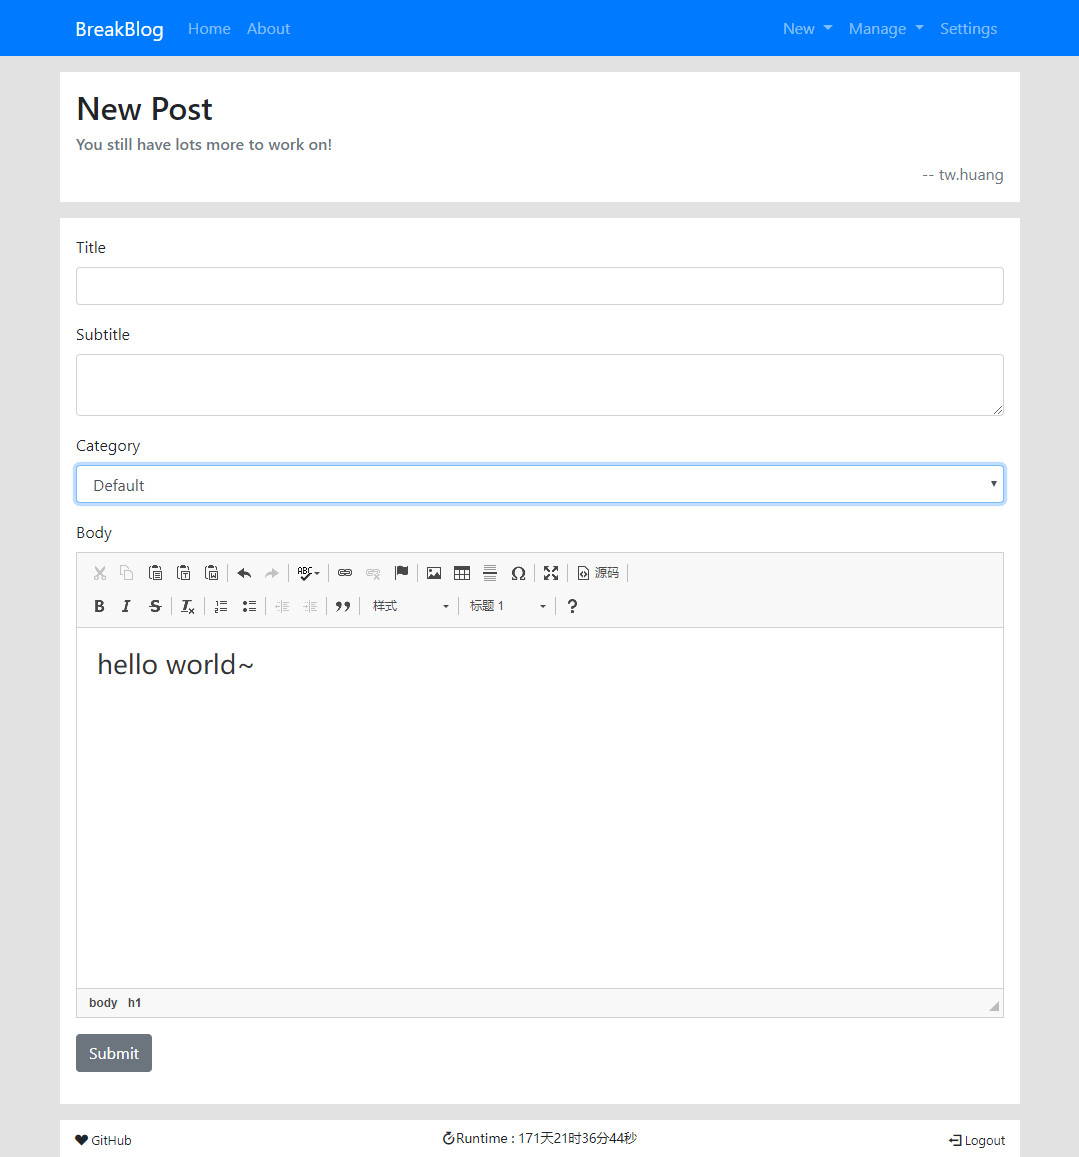 BreakBlog Home About New Manage Settings
New Post
You still have lots more to work on!
-- tw.huang
Title
Subtitle
Category
Default
Body
ABC 源码
B I S Tx 样式 标题 1 ?
hello world~
body h1
Submit
GitHub Runtime : 171天21时36分44秒 Logout